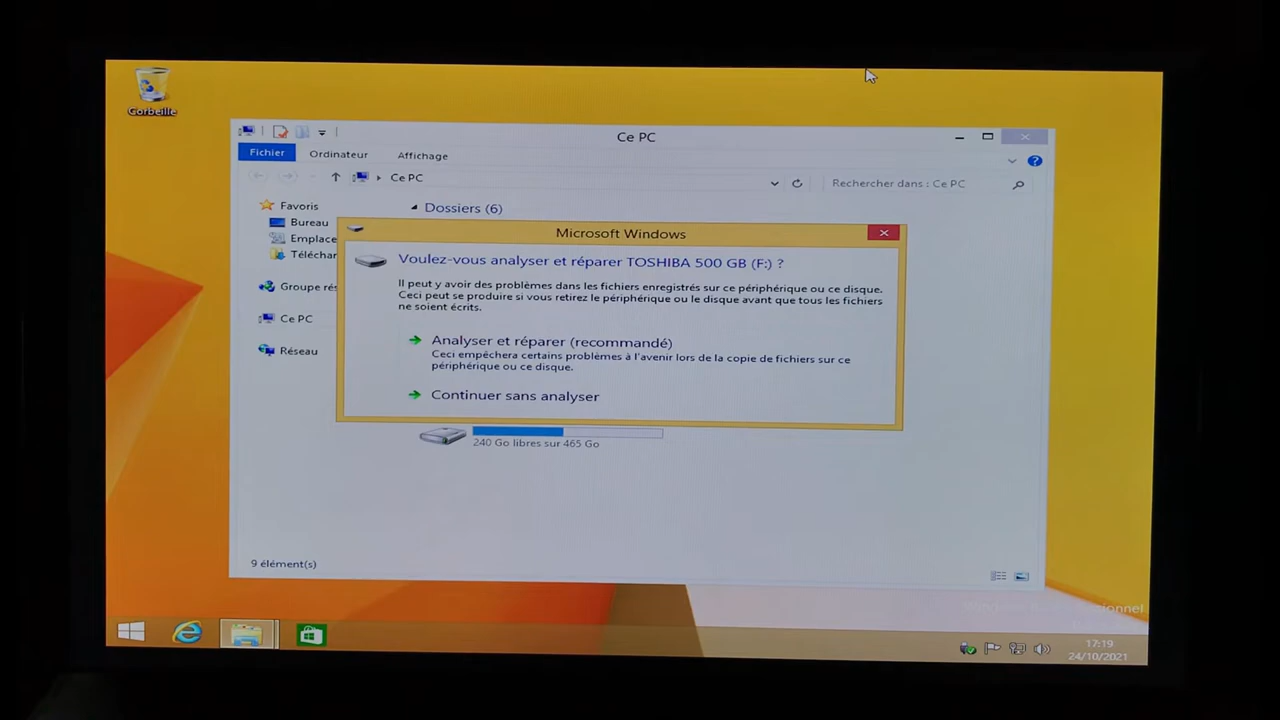 Corbeille
Ce PC
Fichier
Ordinateur
Affichage
Ce PC
Rechercher dans : Ce PC
Favoris
Dossiers (6)
Bureau
Emplace
Téléchar
Groupe rés
Ce PC
Réseau
Microsoft Windows
Voulez-vous analyser et réparer TOSHIBA 500 GB (F:) ?
Il peut y avoir des problèmes dans les fichiers enregistrés sur ce périphérique ou ce disque.
Ceci peut se produire si vous retirez le périphérique ou le disque avant que tous les fichiers
ne soient écrits.
Analyser et réparer (recommandé)
Ceci empêchera certains problèmes à l'avenir lors de la copie de fichiers sur ce
périphérique ou ce disque.
Continuer sans analyser
240 Go libres sur 465 Go
9 élément(s)
17:19
24/10/2021